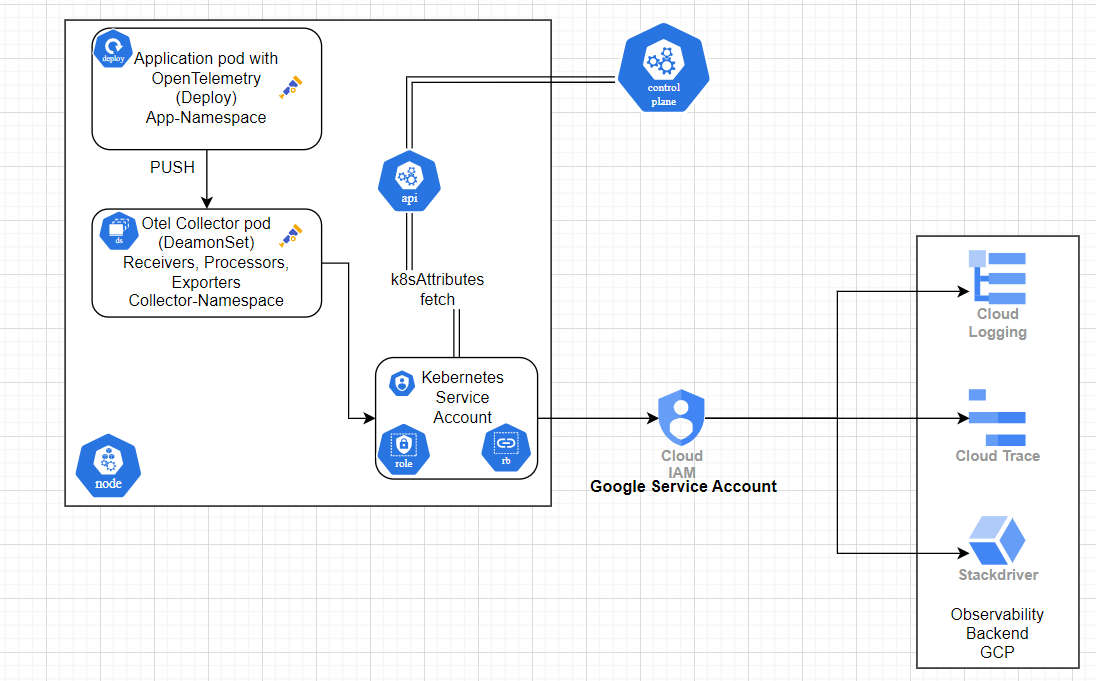 deploy
Application pod with
OpenTelemetry
(Deploy)
App-Namespace
PUSH
ds
Otel Collector pod
(DeamonSet)
Receivers, Processors,
Exporters
Collector-Namespace
control
plane
api
k8sAttributes
fetch
Kebernetes
Service
Account
role
rb
node
Cloud
IAM
Google Service Account
Cloud
Logging
Cloud Trace
Stackdriver
Observability
Backend
GCP